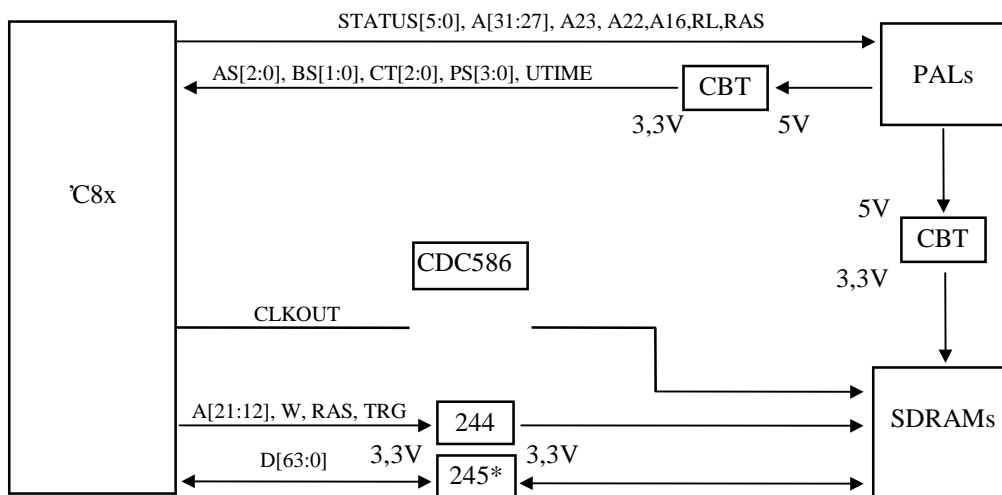 STATUS[5:0], A[31:27], A23, A22,A16,RL,RAS
AS[2:0], BS[1:0], CT[2:0], PS[3:0], UTIME
CBT
PALs
3,3V
5V
'C8x
5V
CBT
3,3V
CDC586
CLKOUT
A[21:12], W, RAS, TRG
244
SDRAMs
3,3V
3,3V
D[63:0]
245*